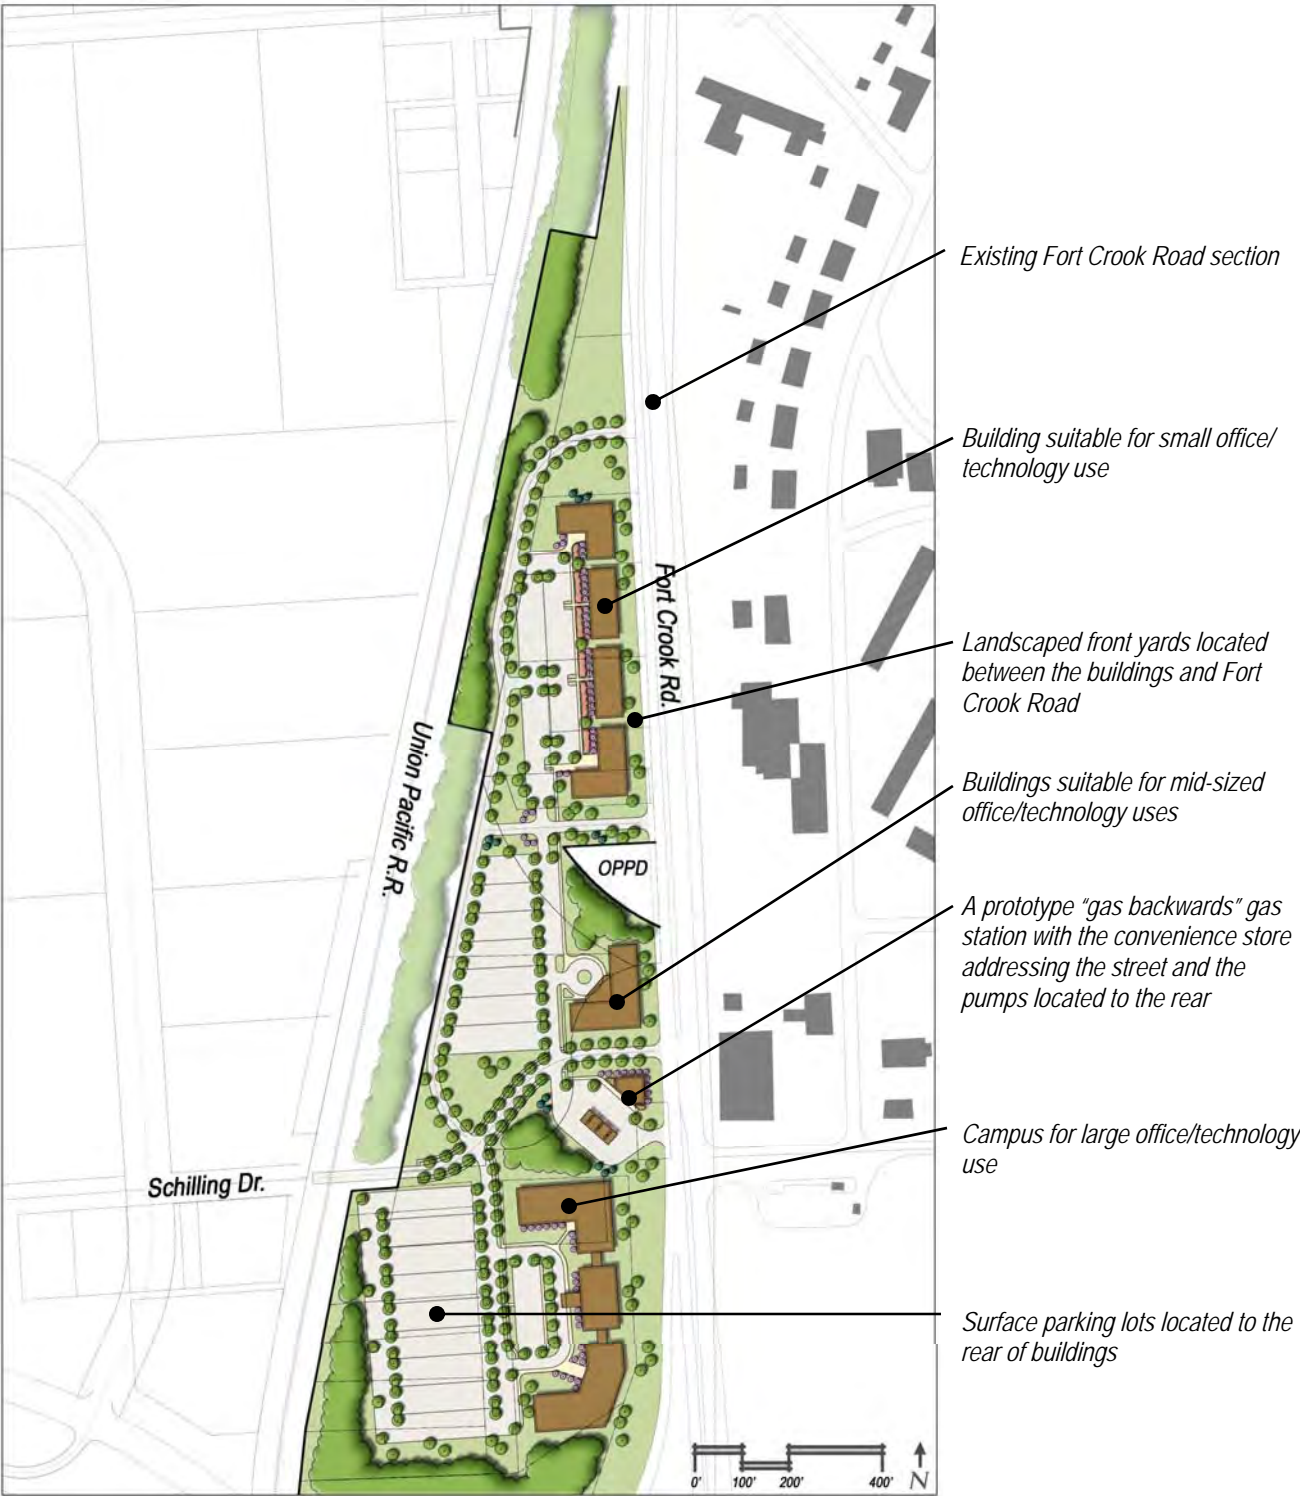 Existing Fort Crook Road section
Building suitable for small office/
technology use
Fort Crook Rd.
Landscaped front yards located
between the buildings and Fort
Crook Road
Union Pacific R.R.
Buildings suitable for mid-sized
office/technology uses
OPPD
A prototype “gas backwards” gas
station with the convenience store
addressing the street and the
pumps located to the rear
Campus for large office/technology
use
Schilling Dr.
Surface parking lots located to the
rear of buildings
0' 100' 200' 400' N